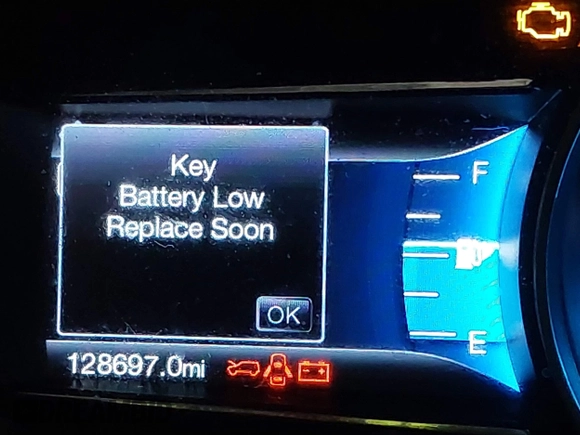 Key
Battery Low
Replace Soon
OK
F
E
128697.0mi